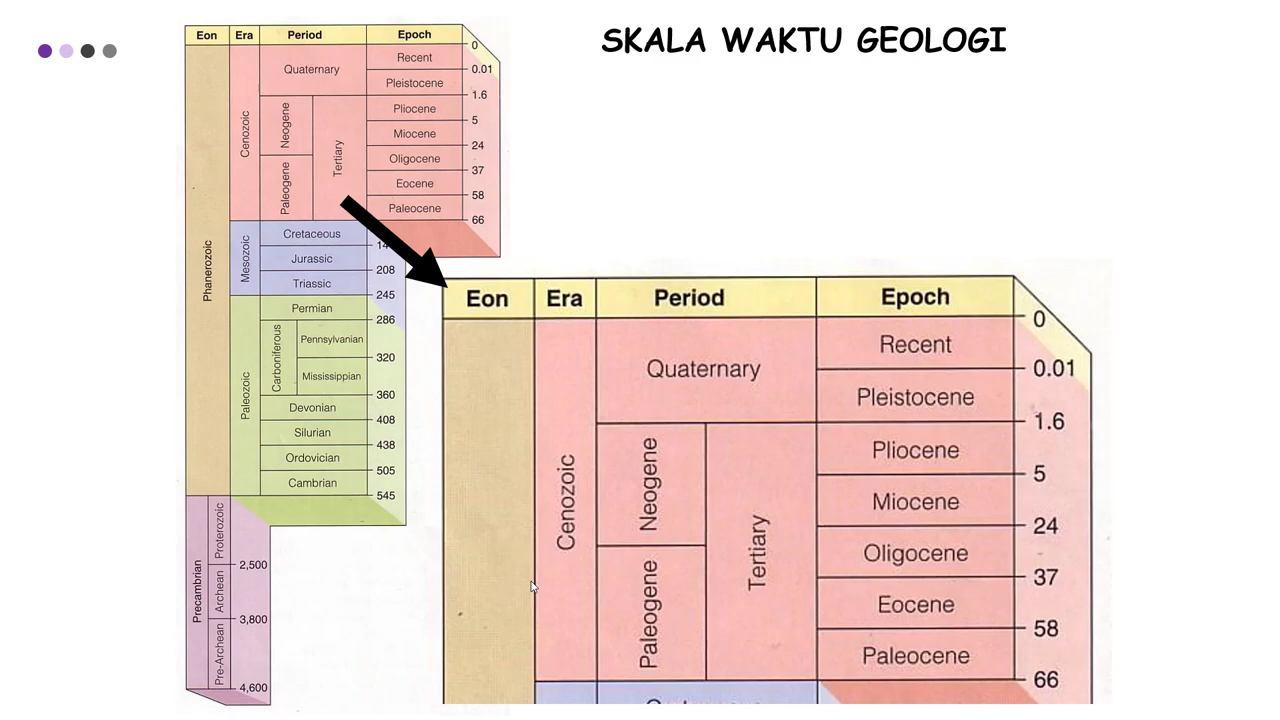 SKALA WAKTU GEOLOGI
Eon Era Period Epoch
0
Phanerozoic
Cenozoic
Quaternary
Recent
0.01
Pleistocene
1.6
Neogene
Tertiary
Pliocene
5
Miocene
24
Paleogene
Oligocene
37
Eocene
58
Paleocene
66
Mesozoic
Cretaceous
Jurassic
208
Triassic
245
Paleozoic
Permian
286
Carboniferous
Pennsylvanian
320
Mississippian
360
Devonian
408
Silurian
438
Ordovician
505
Cambrian
545
Precambrian
Proterozoic
2,500
Archean
3,800
Pre-Archean
4,600
Eon Era Period Epoch
0
Cenozoic
Quaternary
Recent
0.01
Pleistocene
1.6
Neogene
Tertiary
Pliocene
5
Miocene
24
Paleogene
Oligocene
37
Eocene
58
Paleocene
66